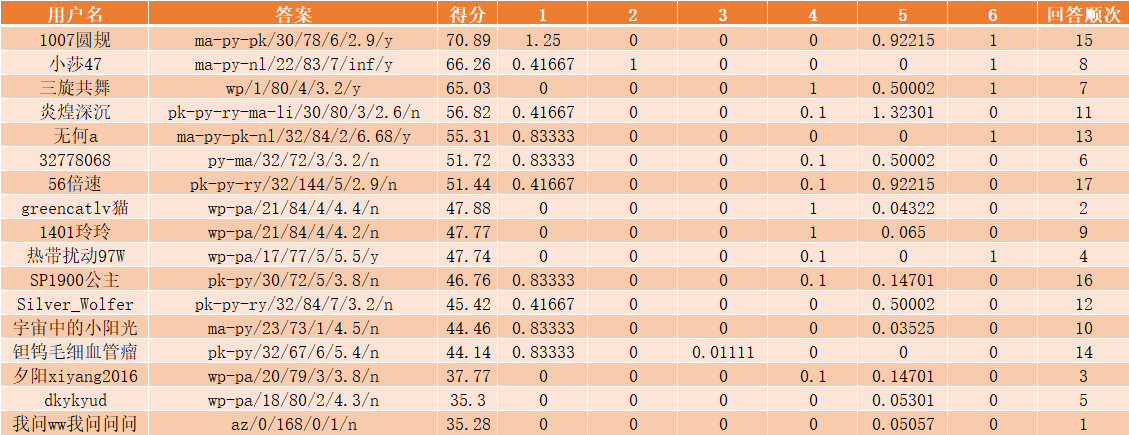 用户名 答案 得分 1 2 3 4 5 6 回答顺次
1007圆规 ma-py-pk/30/78/6/2.9/y 70.89 1.25 0 0 0 0.92215 1 15
小莎47 ma-py-nl/22/83/7/inf/y 66.26 0.41667 1 0 0 0 1 8
三旋共舞 wp/1/80/4/3.2/y 65.03 0 0 0 1 0.50002 1 7
炎煌深沉 pk-py-ry-ma-li/30/80/3/2.6/n 56.82 0.41667 0 0 0.1 1.32301 0 11
无何a ma-py-pk-nl/32/84/2/6.68/y 55.31 0.83333 0 0 0 0 1 13
32778068 py-ma/32/72/3/3.2/n 51.72 0.83333 0 0 0.1 0.50002 0 6
56倍速 pk-py-ry/32/144/5/2.9/n 51.44 0.41667 0 0 0.1 0.92215 0 17
greencatlv猫 wp-pa/21/84/4/4.4/n 47.88 0 0 0 1 0.04322 0 2
1401玲玲 wp-pa/21/84/4/4.2/n 47.77 0 0 0 1 0.065 0 9
热带扰动97W wp-pa/17/77/5/5.5/y 47.74 0 0 0 0.1 0 1 4
SP1900公主 pk-py/30/72/5/3.8/n 46.76 0.83333 0 0 0.1 0.14701 0 16
Silver_Wolfer pk-py-ry/32/84/7/3.2/n 45.42 0.41667 0 0 0 0.50002 0 12
宇宙中的小阳光 ma-py/23/73/1/4.5/n 44.46 0.83333 0 0 0 0.03525 0 10
钽钨毛细血管瘤 pk-py/32/67/6/5.4/n 44.14 0.83333 0 0.01111 0 0 0 14
夕阳xiyang2016 wp-pa/20/79/3/3.8/n 37.77 0 0 0 0.1 0.14701 0 3
dkykyud wp-pa/18/80/2/4.3/n 35.3 0 0 0 0 0.05301 0 5
我问ww我问问问 az/0/168/0/1/n 35.28 0 0 0 0 0.05057 0 1